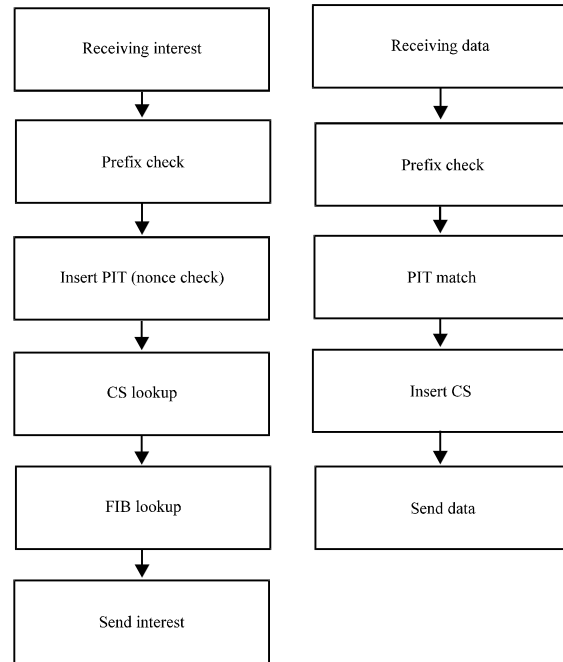 Receiving interest
Prefix check
Insert PIT (nonce check)
CS lookup
FIB lookup
Send interest
Receiving data
Prefix check
PIT match
Insert CS
Send data